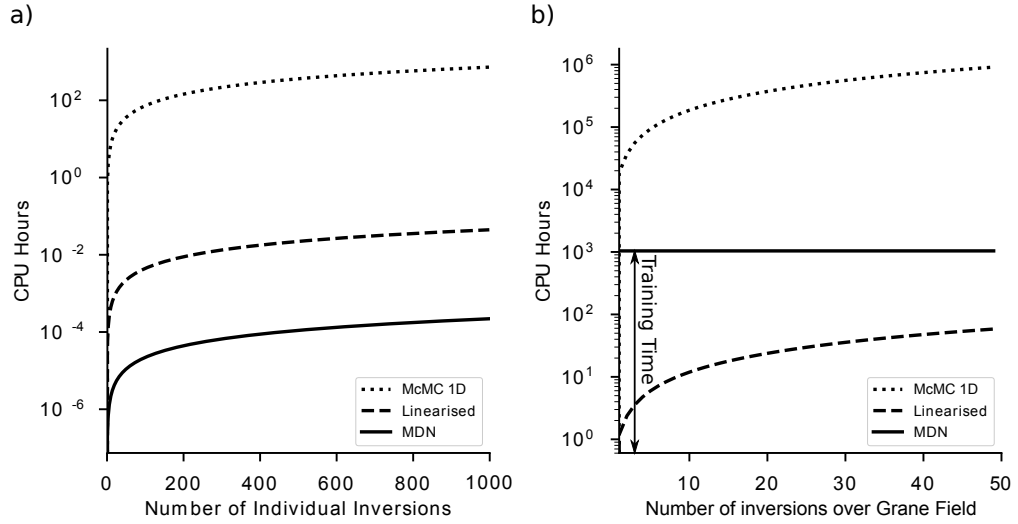 a)
CPU Hours
10^2
10^0
10^-2
10^-4
10^-6
McMC 1D
Linearised
MDN
0 200 400 600 800 1000
Number of Individual Inversions
b)
CPU Hours
10^6
10^5
10^4
10^3
10^2
10^1
10^0
Training Time
McMC 1D
Linearised
MDN
10 20 30 40 50
Number of inversions over Grane Field